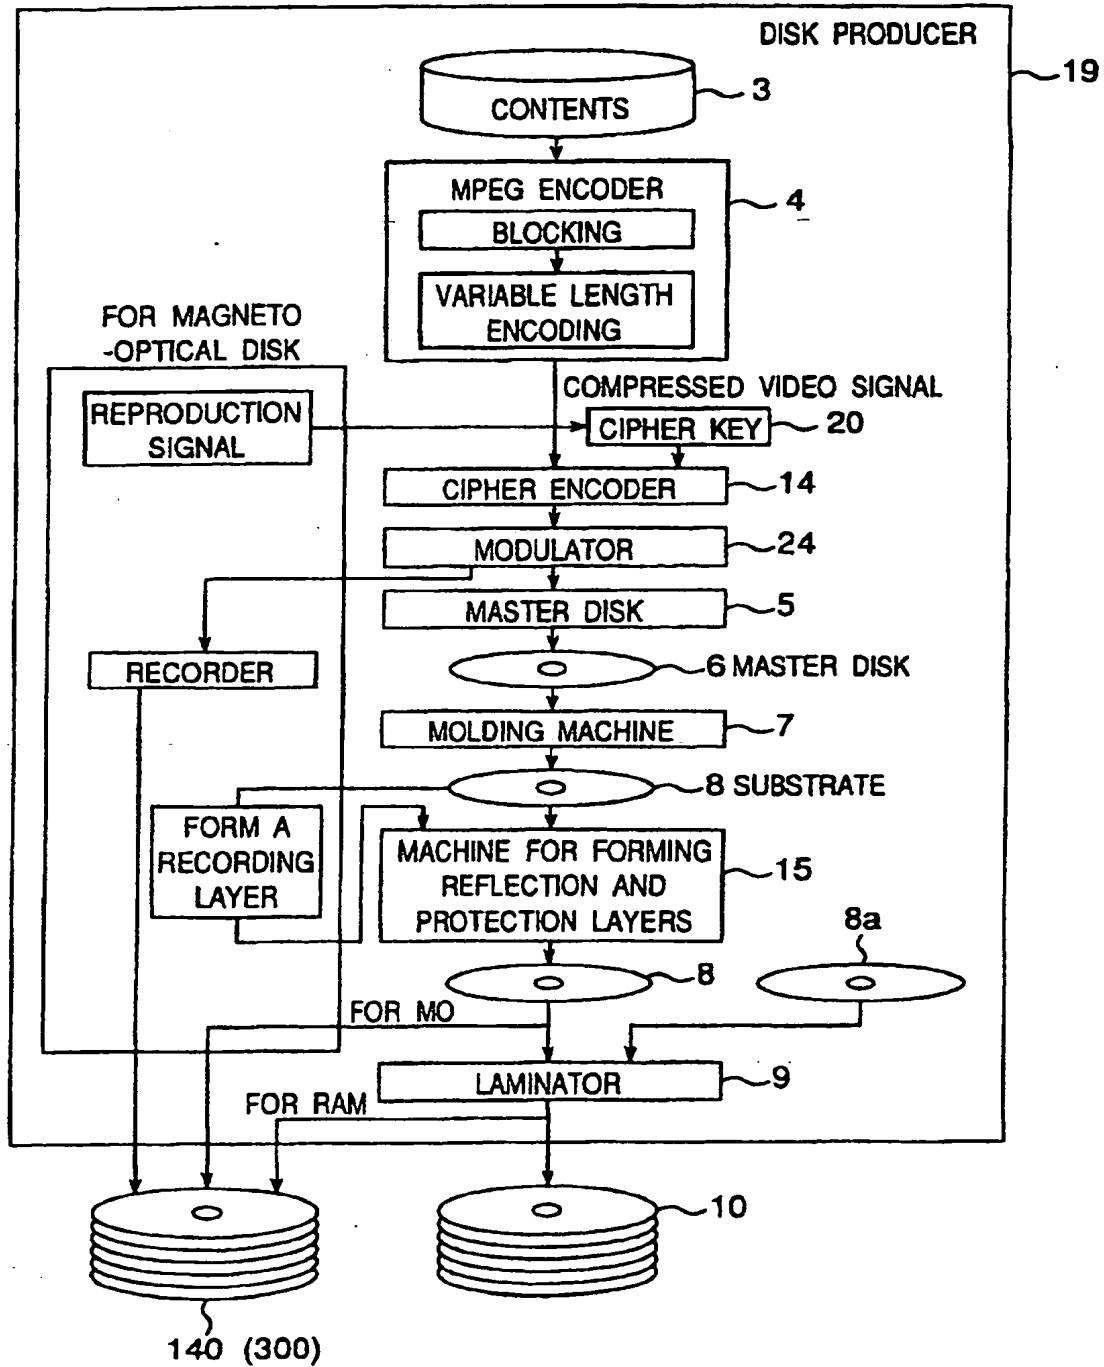 DISK PRODUCER
19
CONTENTS
3
MPEG ENCODER
4
BLOCKING
VARIABLE LENGTH
ENCODING
FOR MAGNETO
-OPTICAL DISK
COMPRESSED VIDEO SIGNAL
REPRODUCTION
SIGNAL
CIPHER KEY
20
CIPHER ENCODER
14
MODULATOR
24
MASTER DISK
5
RECORDER
6 MASTER DISK
MOLDING MACHINE
7
8 SUBSTRATE
FORM A
RECORDING
LAYER
MACHINE FOR FORMING
REFLECTION AND
PROTECTION LAYERS
15
8a
8
FOR MO
LAMINATOR
9
FOR RAM
10
140 (300)